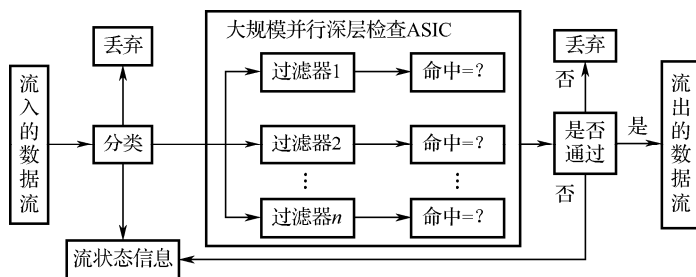 大规模并行深层检查ASIC
丢弃
丢弃
流入的数据流
分类
过滤器1
命中=?
过滤器2
命中=?
⋮
⋮
过滤器n
命中=?
否
是否
通过
是
否
流出的数据流
流状态信息